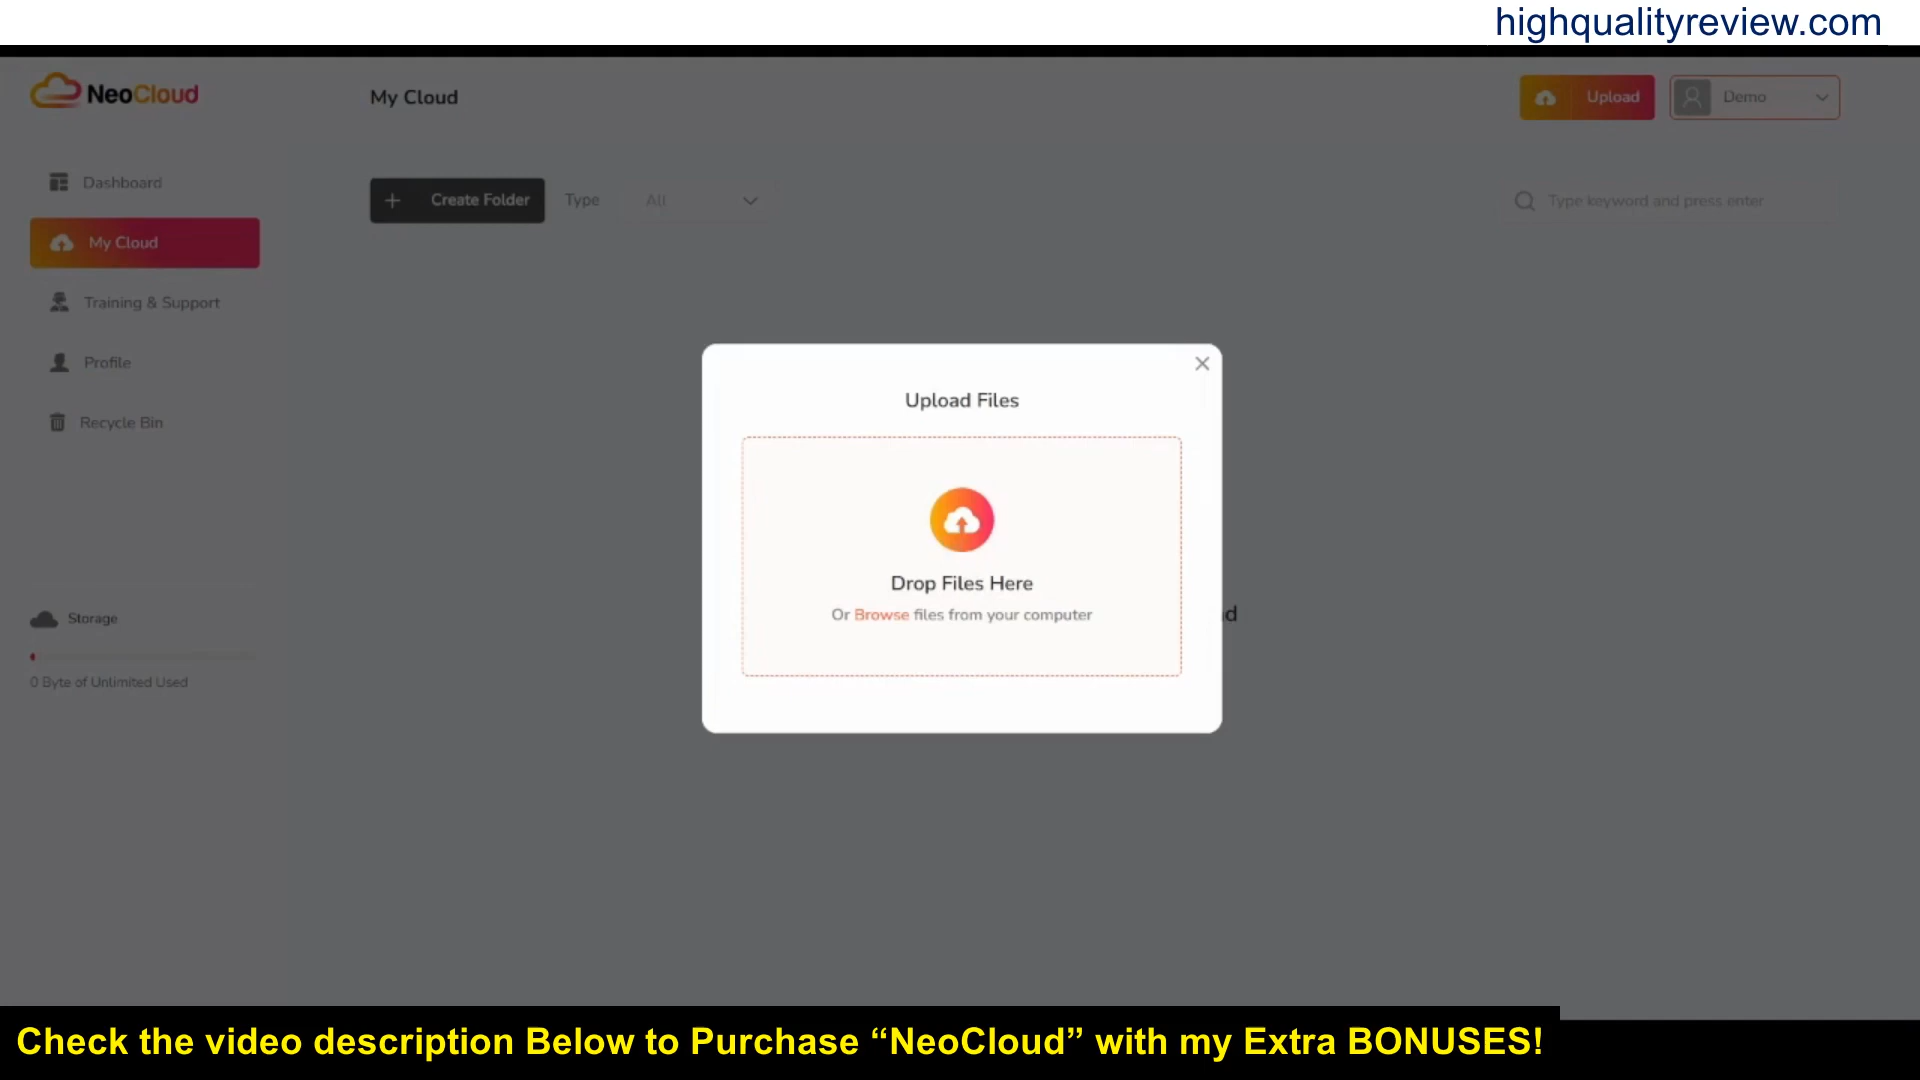 highqualityreview.com
NeoCloud
My Cloud
Upload
Demo
Dashboard
Create Folder
Type
All
Type keyword and press enter
My Cloud
Training & Support
Profile
Recycle Bin
Upload Files
Drop Files Here
Or Browse files from your computer
Storage
0 Byte of Unlimited Used
Check the video description Below to Purchase “NeoCloud” with my Extra BONUSES!